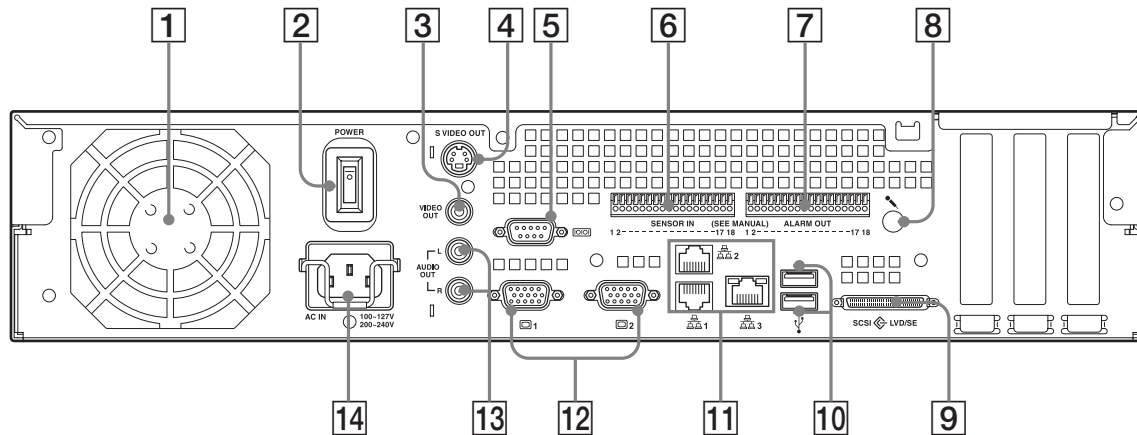 1 2 3 4 5 6 7 8
POWER
S VIDEO OUT
VIDEO
OUT
SENSOR IN (SEE MANUAL) ALARM OUT
1 2 17 18 1 2 17 18
L
AUDIO
OUT
R
2
AC IN 100–127V
200–240V
1 2 1 3
SCSI LVD/SE
14 13 12 11 10 9